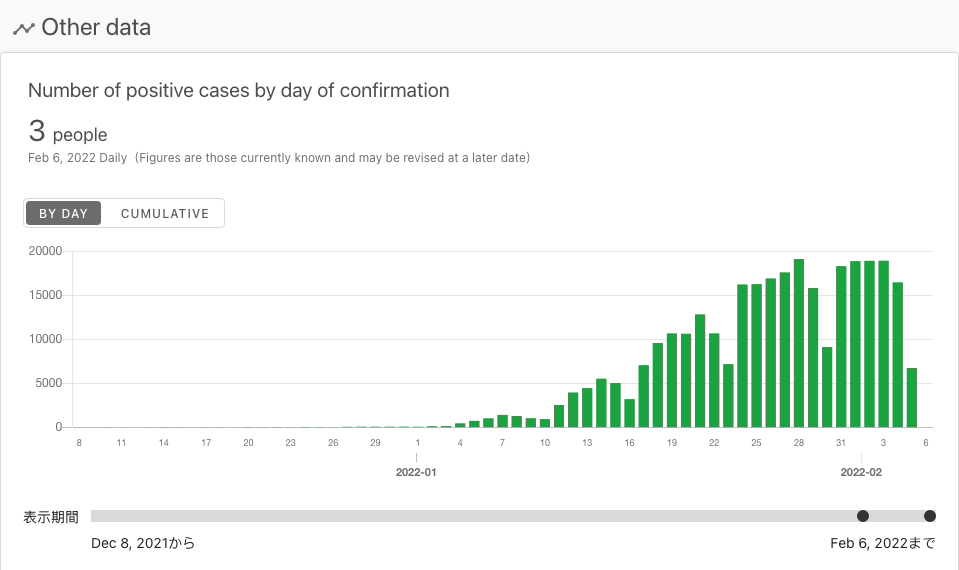 Other data
Number of positive cases by day of confirmation
3 people
Feb 6, 2022 Daily（Figures are those currently known and may be revised at a later date）
BY DAY CUMULATIVE
20000
15000
10000
5000
0
8 11 14 17 20 23 26 29 1 4 7 10 13 16 19 22 25 28 31 3 6
2022-01 2022-02
表示期間
Dec 8, 2021から Feb 6, 2022まで